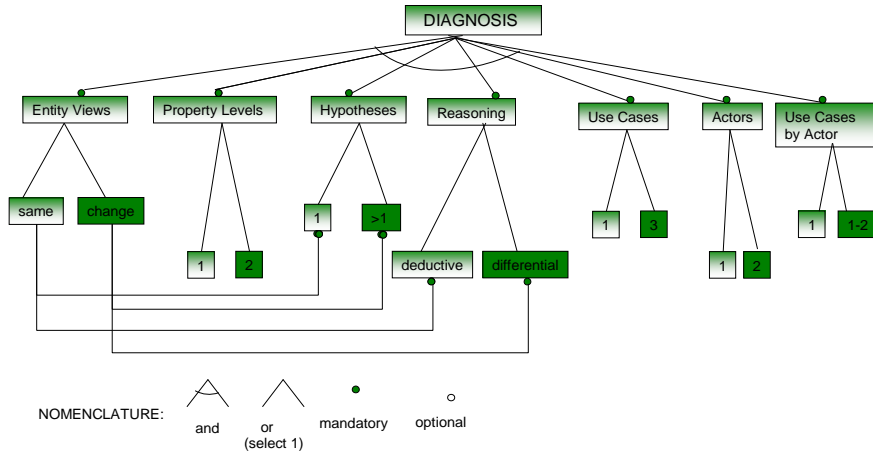 DIAGNOSIS
Entity Views
Property Levels
Hypotheses
Reasoning
Use Cases
Actors
Use Cases
by Actor
same
change
1
>1
1
3
1
1-2
1
2
deductive
differential
1
2
NOMENCLATURE:
and
or
(select 1)
mandatory
optional